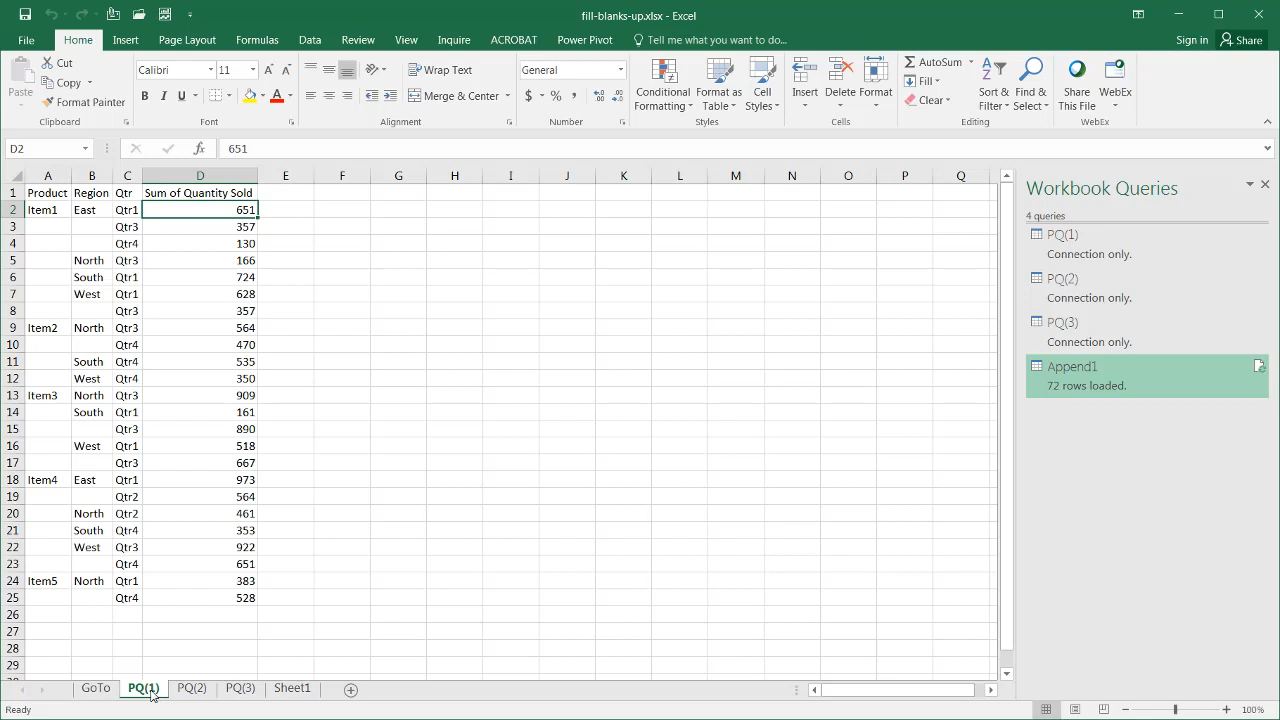 fill-blanks-up.xlsx - Excel
File Home Insert Page Layout Formulas Data Review View Inquire ACROBAT Power Pivot Tell me what you want to do... Sign in Share
Paste
Cut
Copy
Format Painter
Clipboard
Calibri 11
B I U
Font
Wrap Text
Merge & Center
Alignment
General
$ % ,
Number
Conditional Formatting
Format as Table
Cell Styles
Styles
Insert Delete Format
Cells
AutoSum
Fill
Clear
Sort & Filter
Find & Select
Editing
Share This File
WebEx
WebEx
D2 fx 651
A B C D E F G H I J K L M N O P Q
1 Product Region Qtr Sum of Quantity Sold
2 Item1 East Qtr1 651
3 Qtr3 357
4 Qtr4 130
5 North Qtr3 166
6 South Qtr1 724
7 West Qtr1 628
8 Qtr3 357
9 Item2 North Qtr3 564
10 Qtr4 470
11 South Qtr4 535
12 West Qtr4 350
13 Item3 North Qtr3 909
14 South Qtr1 161
15 Qtr3 890
16 West Qtr1 518
17 Qtr3 667
18 Item4 East Qtr1 973
19 Qtr2 564
20 North Qtr2 461
21 South Qtr4 353
22 West Qtr3 922
23 Qtr4 651
24 Item5 North Qtr1 383
25 Qtr4 528
26
27
28
29
Workbook Queries
4 queries
PQ(1)
Connection only.
PQ(2)
Connection only.
PQ(3)
Connection only.
Append1
72 rows loaded.
GoTo PQ(1) PQ(2) PQ(3) Sheet1
Ready 100%